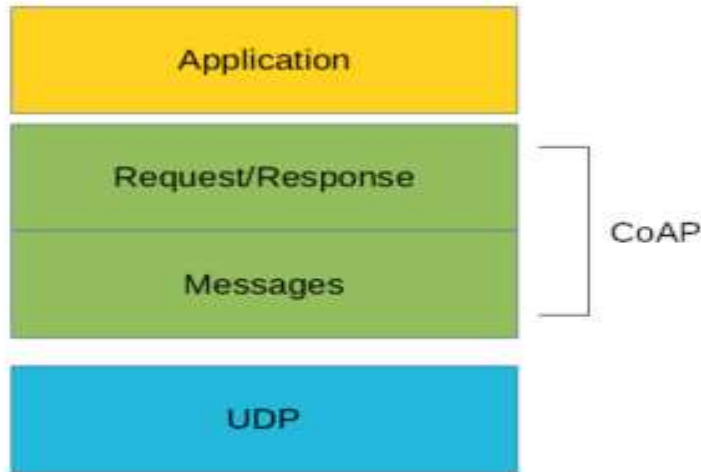 Application
Request/Response
CoAP
Messages
UDP